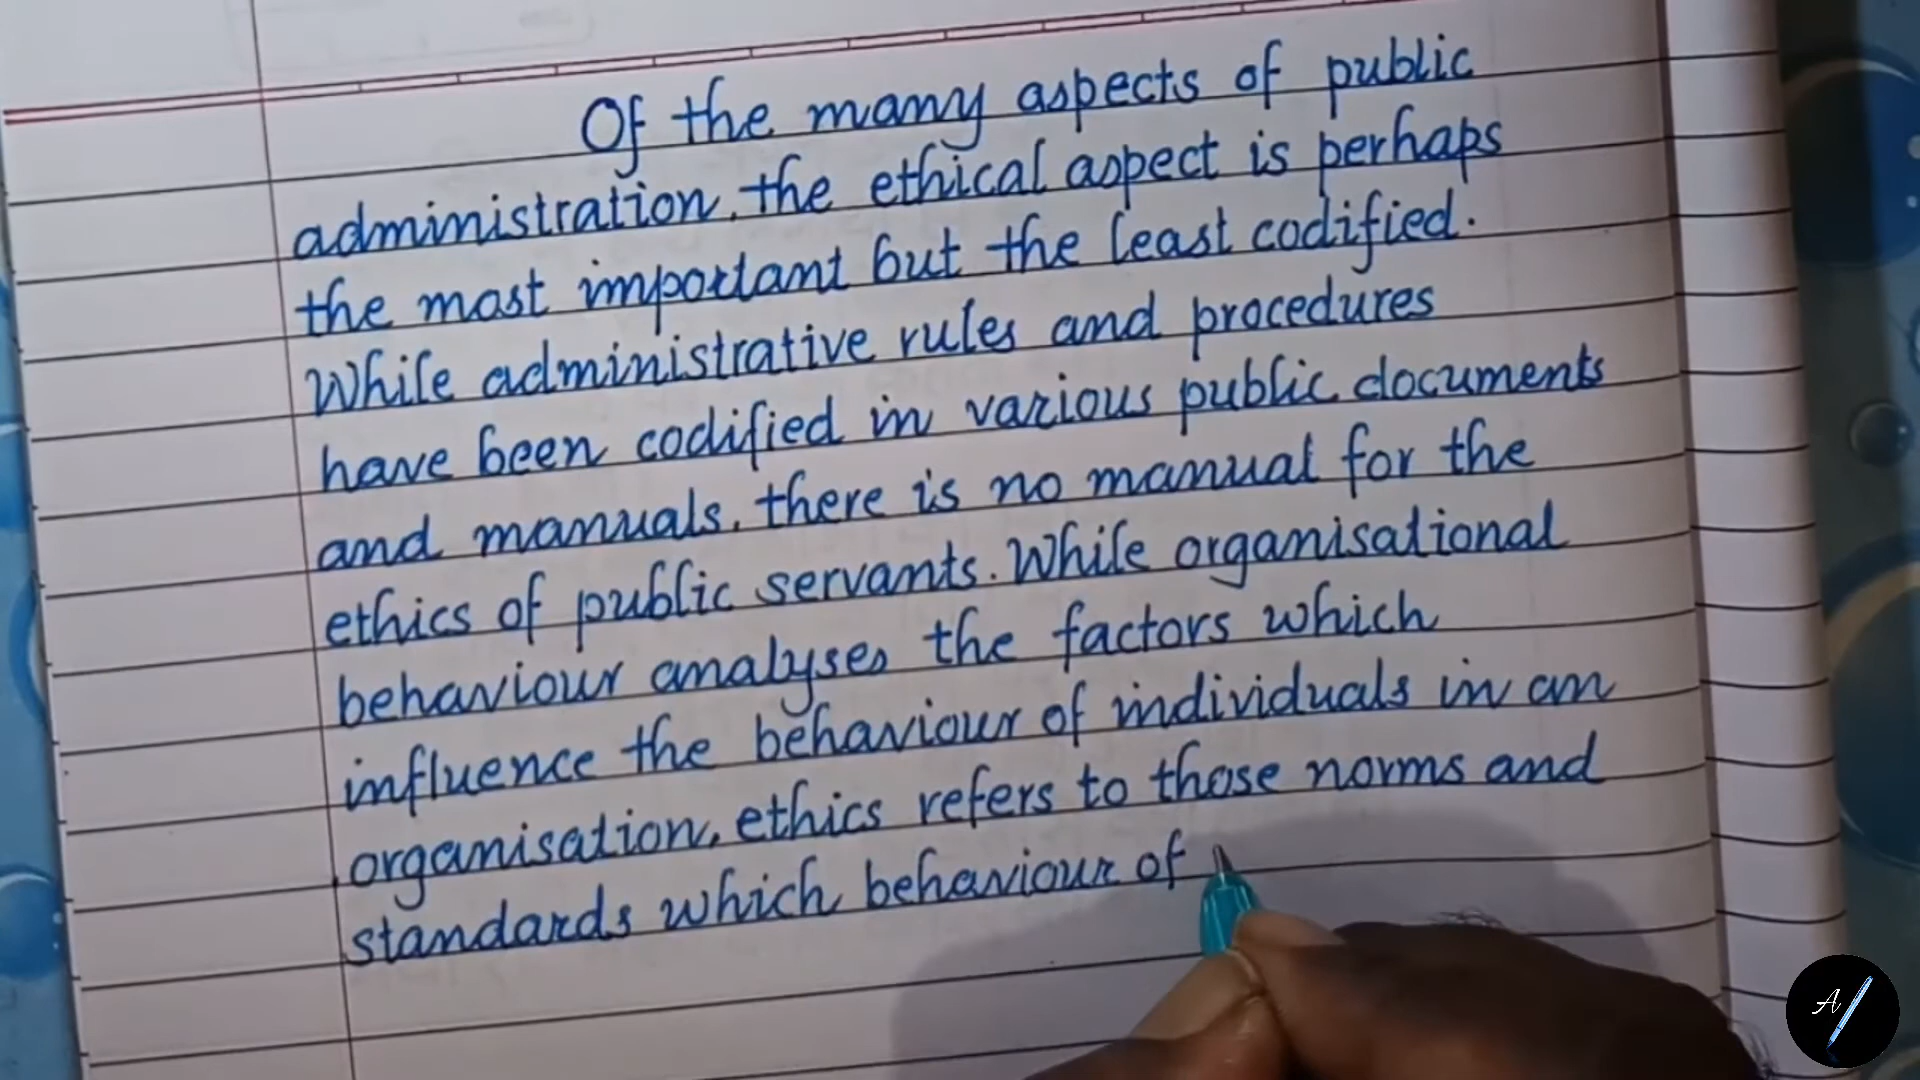 Of the many aspects of public
administration, the ethical aspect is perhaps
the most important but the least codified.
While administrative rules and procedures
have been codified in various public documents
and manuals, there is no manual for the
ethics of public servants. While organisational
behaviour analyses the factors which
influence the behaviour of individuals in an
organisation, ethics refers to those norms and
standards which behaviour of
A